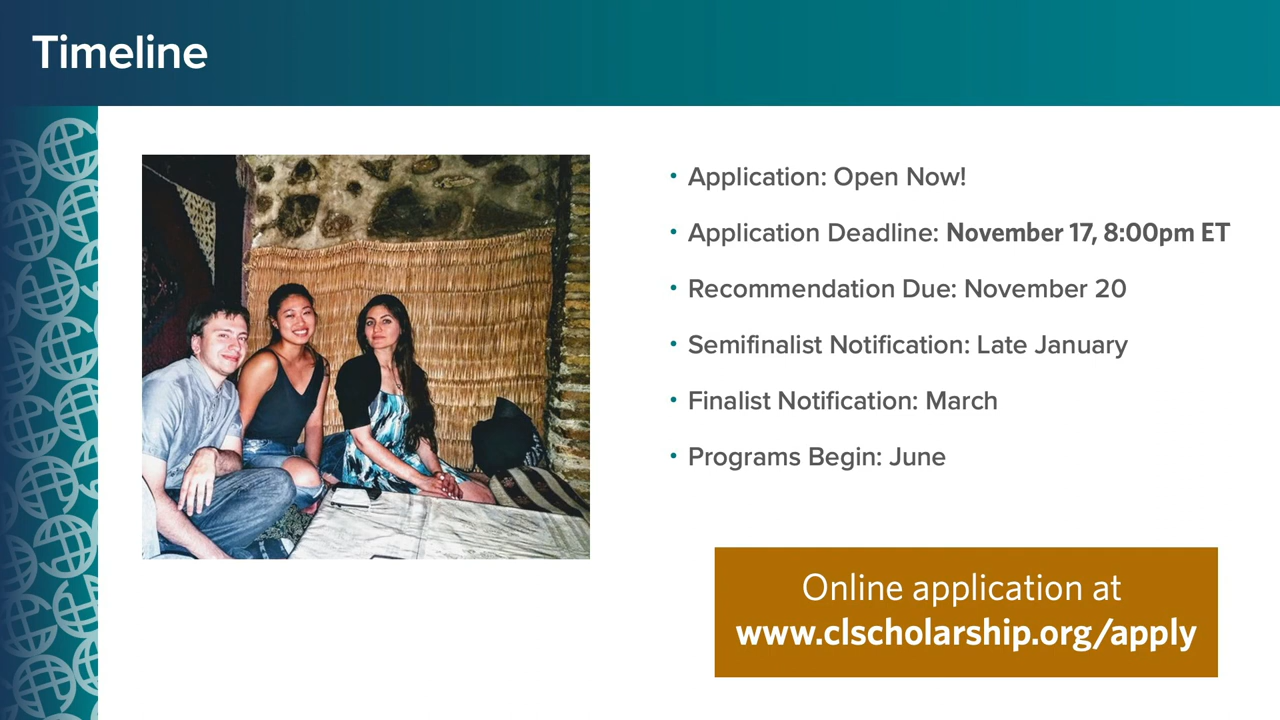 Timeline
• Application: Open Now!
• Application Deadline: November 17, 8:00pm ET
• Recommendation Due: November 20
• Semifinalist Notification: Late January
• Finalist Notification: March
• Programs Begin: June
Online application at
www.clscholarship.org/apply